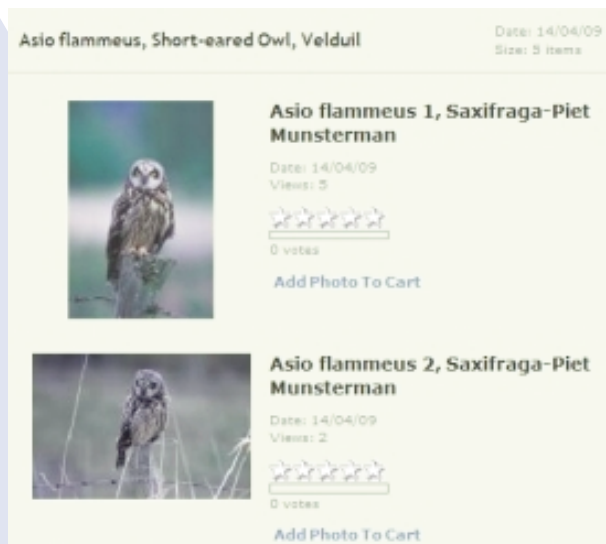 Asio flammeus, Short-eared Owl, Velduil
Date: 14/04/09
Size: 5 items
Asio flammeus 1, Saxifraga-Piet
Munsterman
Date: 14/04/09
Views: 5
0 votes
Add Photo To Cart
Asio flammeus 2, Saxifraga-Piet
Munsterman
Date: 14/04/09
Views: 2
0 votes
Add Photo To Cart